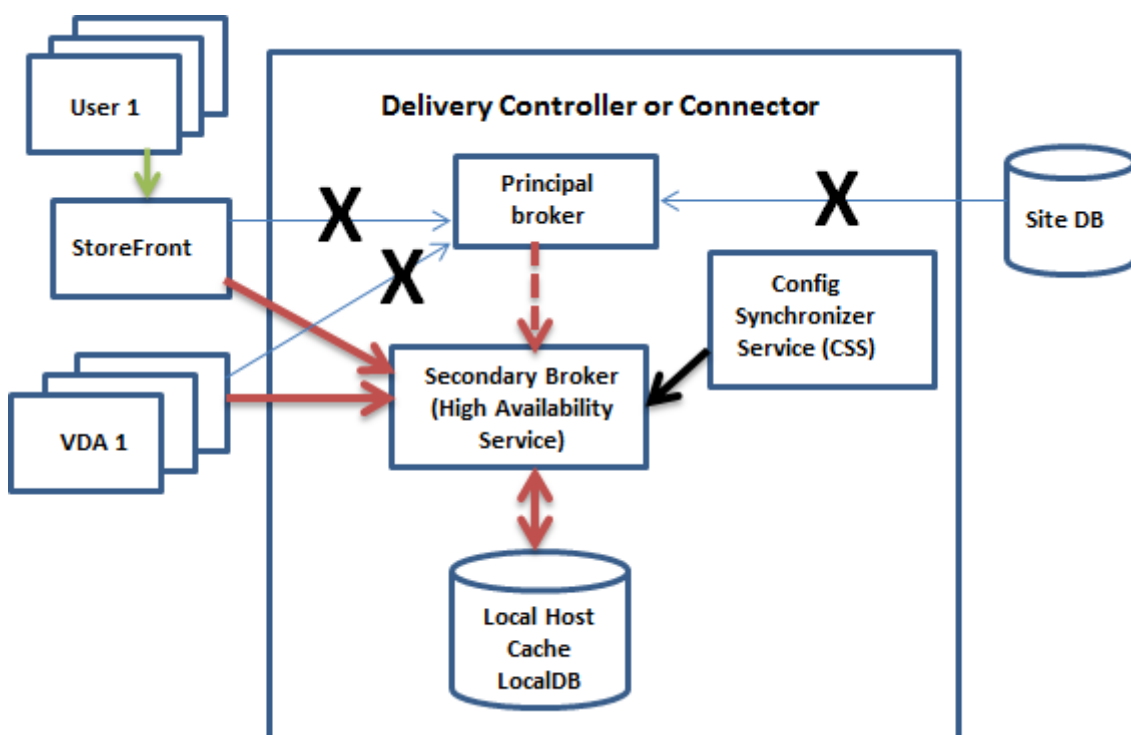 User 1
Delivery Controller or Connector
X
Principal
broker
X
Site DB
StoreFront
X
Config
Synchronizer
Service (CSS)
Secondary Broker
(High Availability
Service)
VDA 1
Local Host
Cache
LocalDB